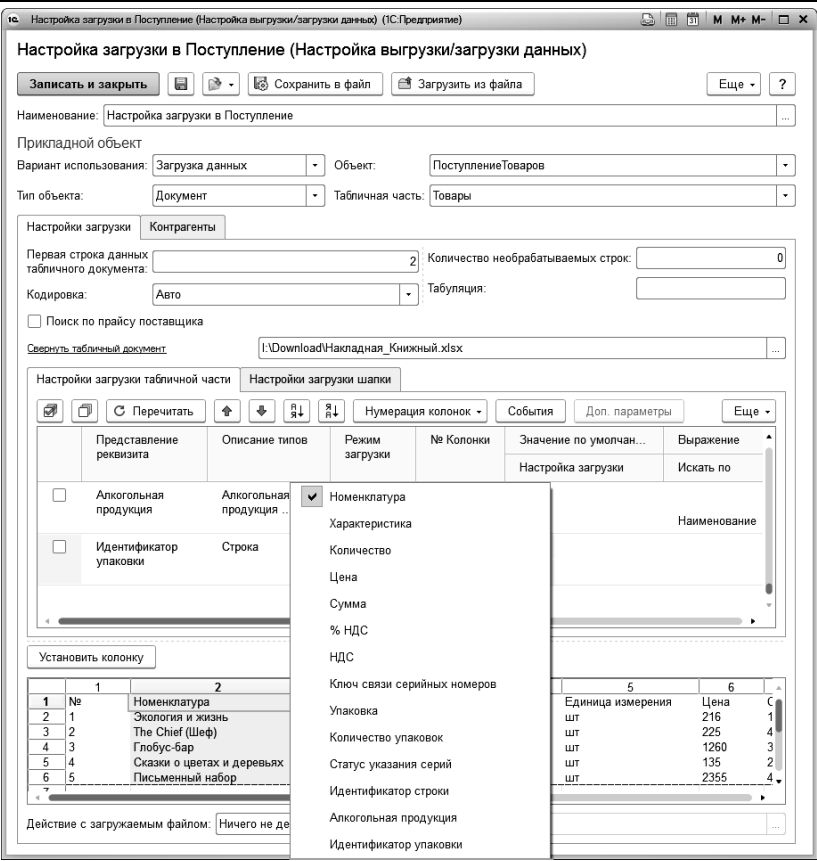 Настройка загрузки в Поступление (Настройка выгрузки/загрузки данных) (1С:Предприятие)
M M+ M-
Настройка загрузки в Поступление (Настройка выгрузки/загрузки данных)
Записать и закрыть Сохранить в файл Загрузить из файла Еще ?
Наименование: Настройка загрузки в Поступление ...
Прикладной объект
Вариант использования: Загрузка данных Объект: ПоступлениеТоваров
Тип объекта: Документ Табличная часть: Товары
Настройки загрузки Контрагенты
Первая строка данных
табличного документа: 2 Количество необрабатываемых строк: 0
Кодировка: Авто Табуляция:
Поиск по прайсу поставщика
Свернуть табличный документ I:\Download\Накладная_Книжный.xlsx ...
Настройки загрузки табличной части Настройки загрузки шапки
Перечитать Нумерация колонок События Доп. параметры Еще
Представление реквизита Описание типов Режим загрузки № Колонки Значение по умолчан... Выражение
Настройка загрузки Искать по
Алкогольная продукция Алкогольная продукция ... Наименование
Идентификатор упаковки Строка
Номенклатура
Характеристика
Количество
Цена
Сумма
% НДС
НДС
Ключ связи серийных номеров
Упаковка
Количество упаковок
Статус указания серий
Идентификатор строки
Алкогольная продукция
Идентификатор упаковки
Установить колонку
1 2 5 6
1 № Номенклатура Единица измерения Цена
2 1 Экология и жизнь шт 216
3 2 The Chief (Шеф) шт 225
4 3 Глобус-бар шт 1260
5 4 Сказки о цветах и деревьях шт 135
6 5 Письменный набор шт 2355
7
Действие с загружаемым файлом: Ничего не де ...